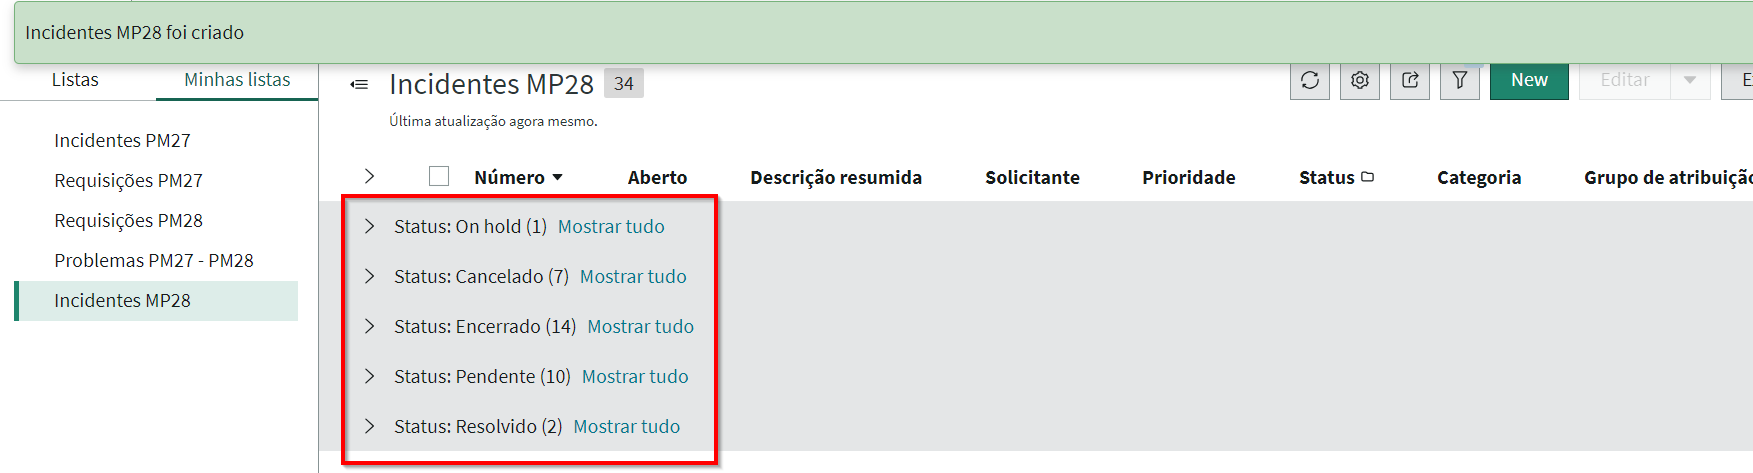 Incidentes MP28 foi criado
Listas
Minhas listas
Incidentes PM27
Requisições PM27
Requisições PM28
Problemas PM27 - PM28
Incidentes MP28
Incidentes MP28 34
New
Editar
Última atualização agora mesmo.
Número Aberto Descrição resumida Solicitante Prioridade Status Categoria Grupo de atribuição
Status: On hold (1) Mostrar tudo
Status: Cancelado (7) Mostrar tudo
Status: Encerrado (14) Mostrar tudo
Status: Pendente (10) Mostrar tudo
Status: Resolvido (2) Mostrar tudo